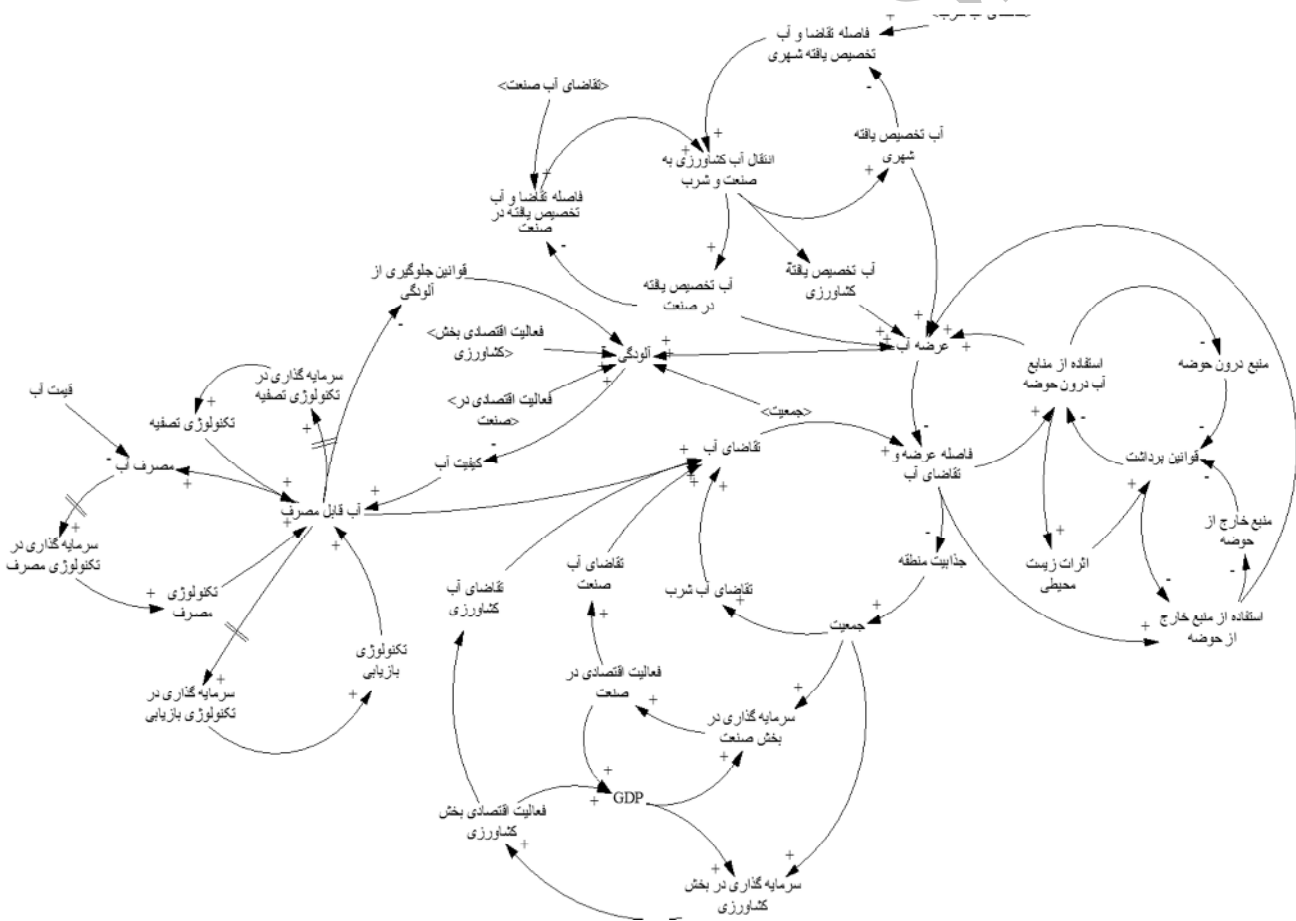 فاصله تقاضا و آب
تخصیص یافته شهری
<تقاضای آب صنعت>
آب تخصیص یافته
شهری
انتقال آب کشاورزی به
صنعت و شرب
فاصله تقاضا و آب
تخصیص یافته در
صنعت
آب تخصیص یافتة
کشاورزی
آب تخصیص یافته
در صنعت
قوانین جلوگیری از
آلودگی
<فعالیت اقتصادی بخش
کشاورزی>
آلودگی
عرضه آب
استفاده از منابع
آب درون حوضه
منبع درون حوضه
سرمایه گذاری در
تکنولوژی تصفیه
قیمت آب
تکنولوژی تصفیه
<فعالیت اقتصادی در
صنعت>
<جمعیت>
تقاضای آب
فاصله عرضه و
تقاضای آب
قوانین برداشت
مصرف آب
کیفیت آب
آب قابل مصرف
منبع خارج از
حوضه
سرمایه گذاری در
تکنولوژی مصرف
تکنولوژی
مصرف
تقاضای آب
کشاورزی
تقاضای آب
صنعت
تقاضای آب شرب
جذابیت منطقه
اثرات زیست
محیطی
استفاده از منبع خارج
از حوضه
جمعیت
تکنولوژی
بازیابی
سرمایه گذاری در
تکنولوژی بازیابی
فعالیت اقتصادی در
صنعت
سرمایه گذاری در
بخش صنعت
GDP
فعالیت اقتصادی بخش
کشاورزی
سرمایه گذاری در بخش
کشاورزی